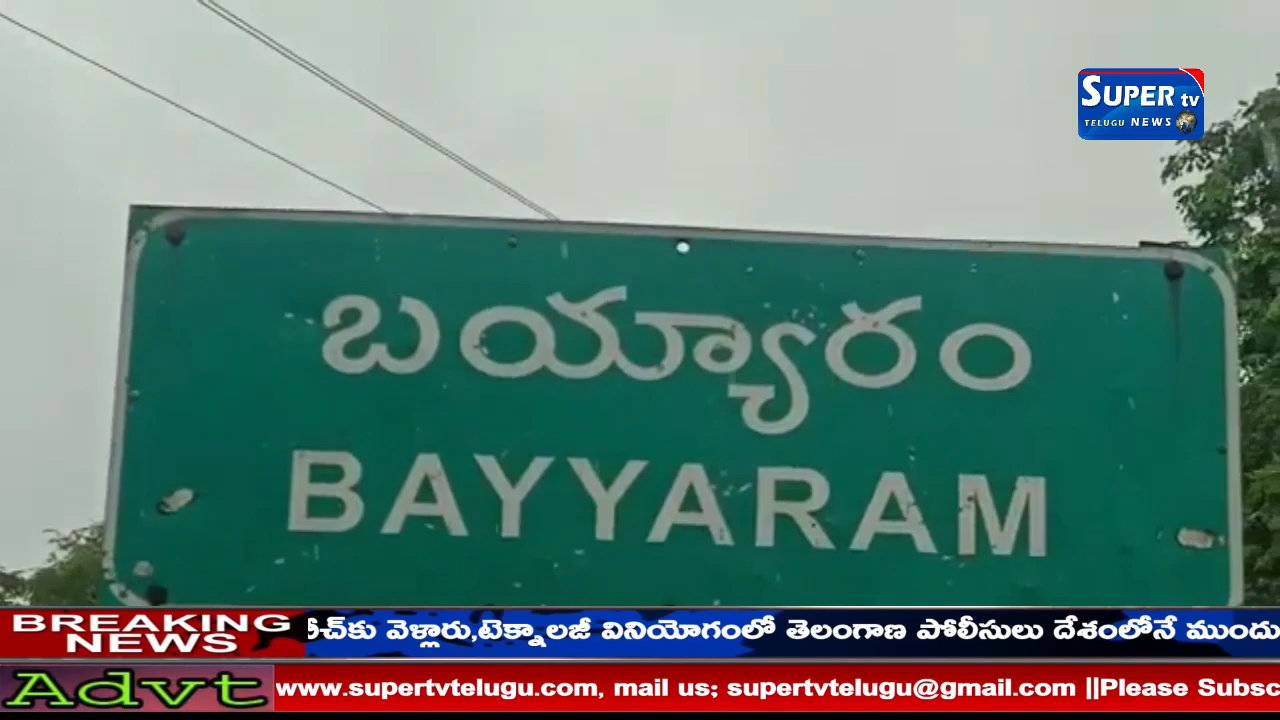 SUPER tv
TELUGU NEWS
బయ్యారం
BAYYARAM
BREAKING
NEWS
వెళ్లారు,టెక్నాలజీ వినియోగంలో తెలంగాణ పోలీసులు దేశంలోనే ముందు
Advt
www.supertvtelugu.com, mail us; supertvtelugu@gmail.com ||Please Subsc